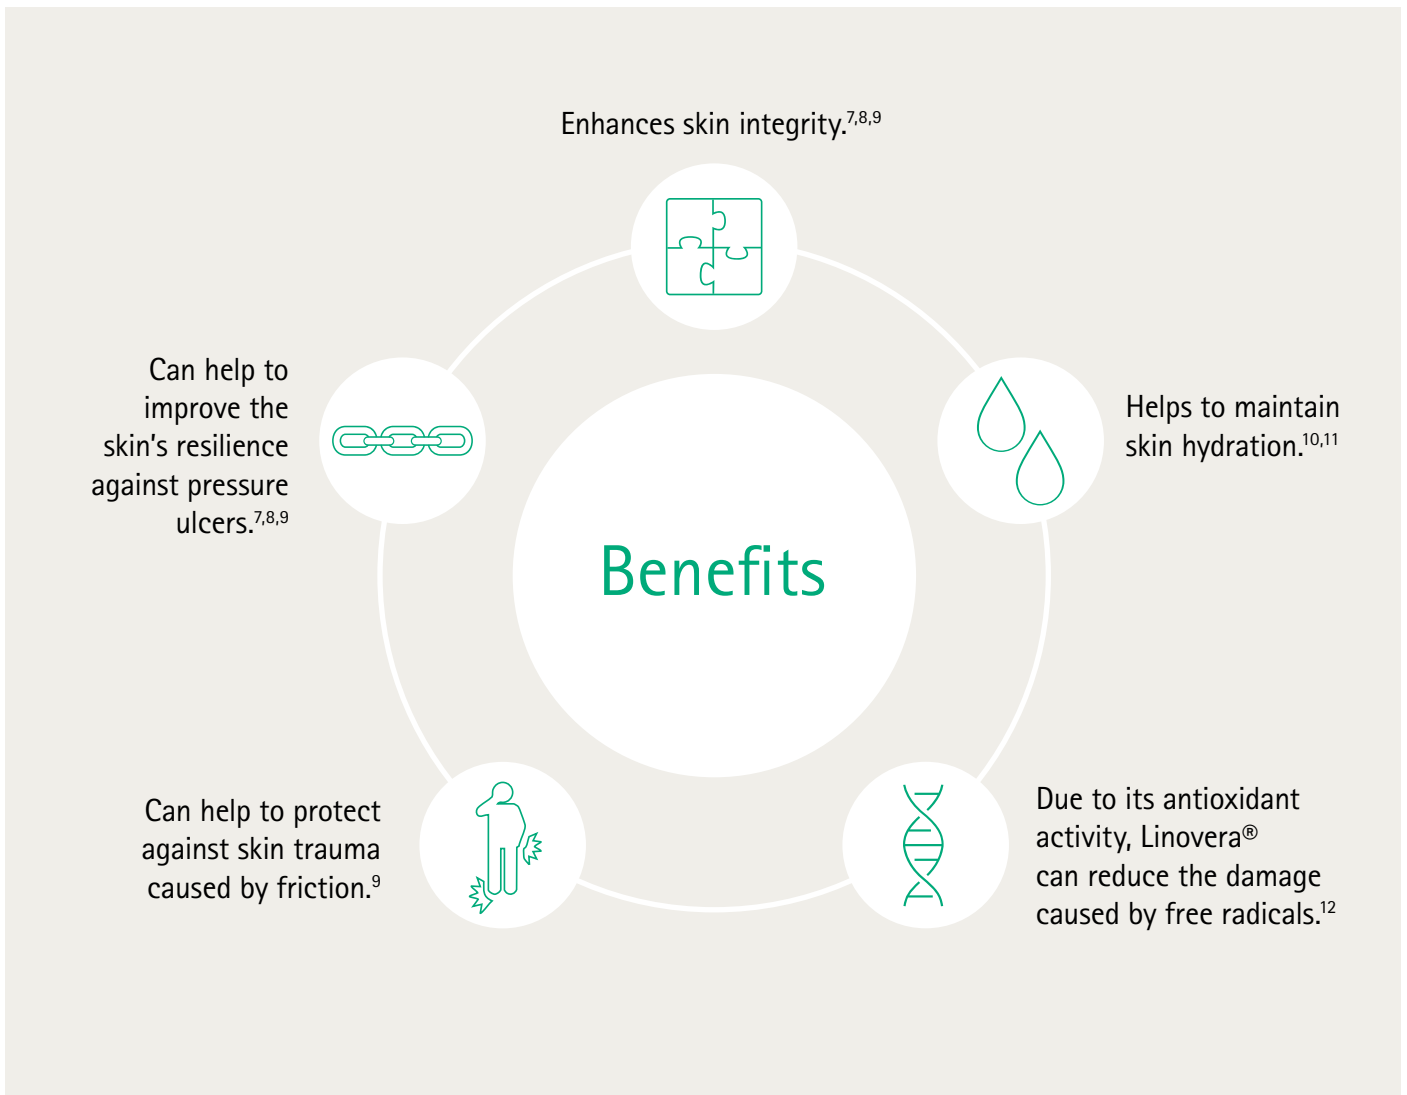 Enhances skin integrity.7,8,9
Can help to
improve the
skin's resilience
against pressure
ulcers.7,8,9
Helps to maintain
skin hydration.10,11
Benefits
Can help to protect
against skin trauma
caused by friction.9
Due to its antioxidant
activity, Linovera®
can reduce the damage
caused by free radicals.12